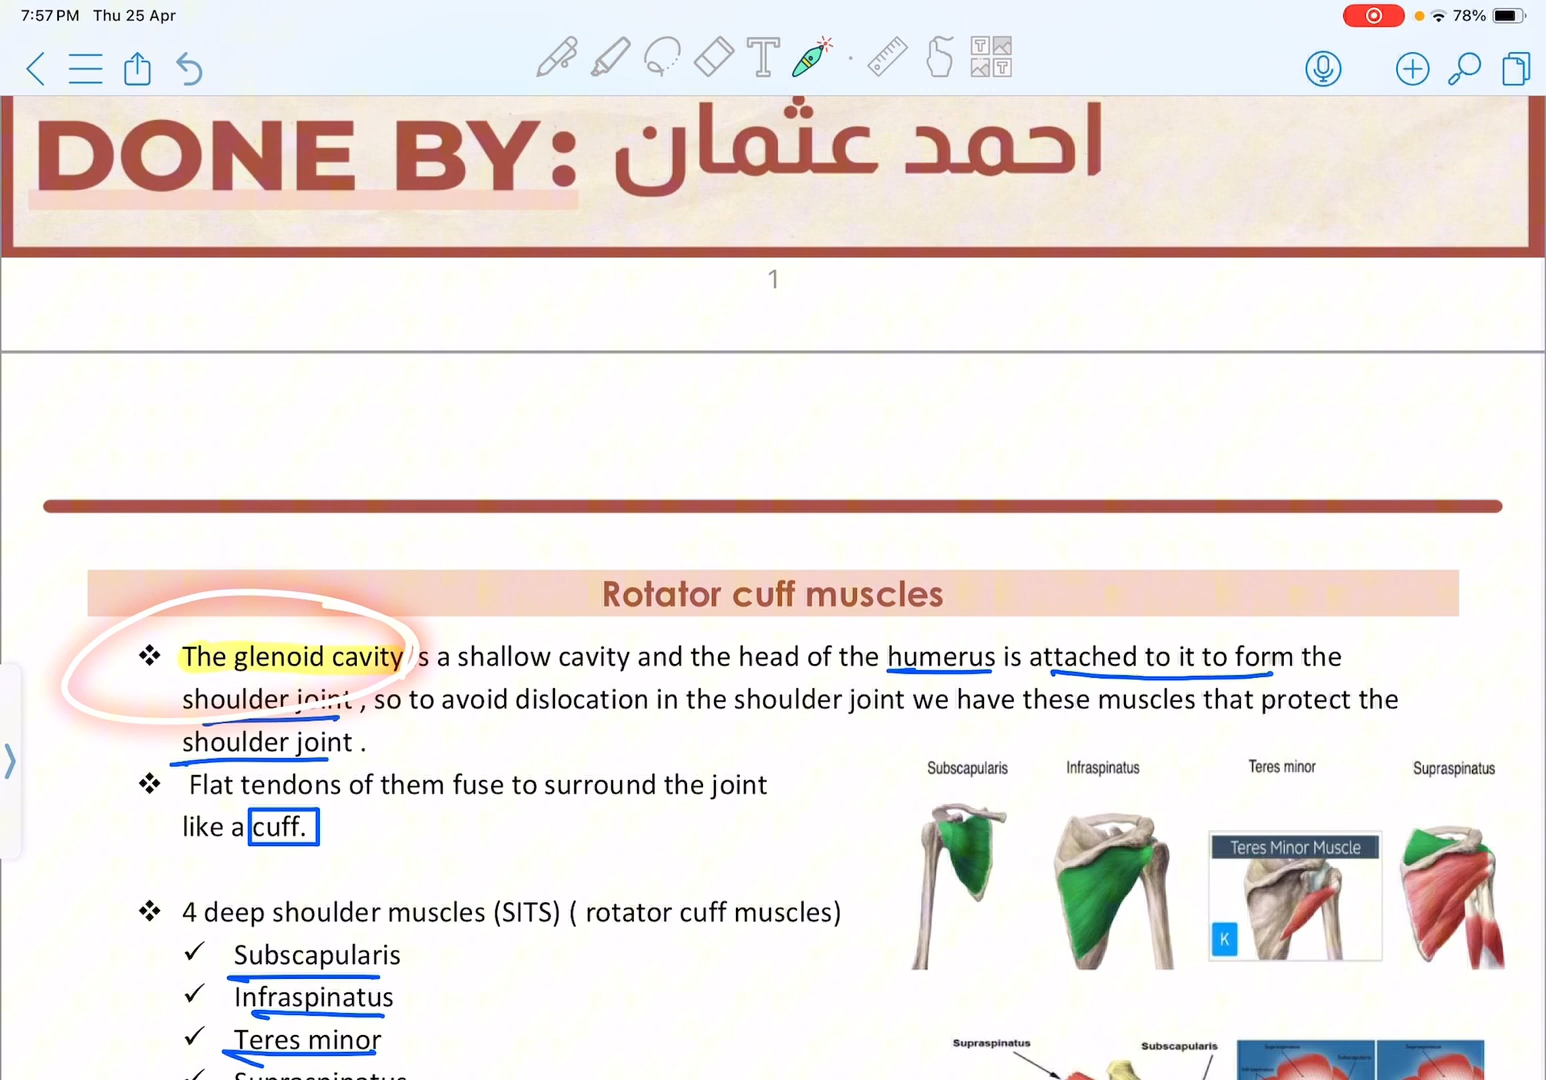 7:57 PM Thu 25 Apr
78%
DONE BY: احمد عثمان
1
Rotator cuff muscles
❖ The glenoid cavity is a shallow cavity and the head of the humerus is attached to it to form the
shoulder joint , so to avoid dislocation in the shoulder joint we have these muscles that protect the
shoulder joint .
❖ Flat tendons of them fuse to surround the joint
like a cuff.
❖ 4 deep shoulder muscles (SITS) ( rotator cuff muscles)
✓ Subscapularis
✓ Infraspinatus
✓ Teres minor
✓ Supraspinatus
Subscapularis
Infraspinatus
Teres minor
Supraspinatus
Teres Minor Muscle
K
Supraspinatus
Subscapularis